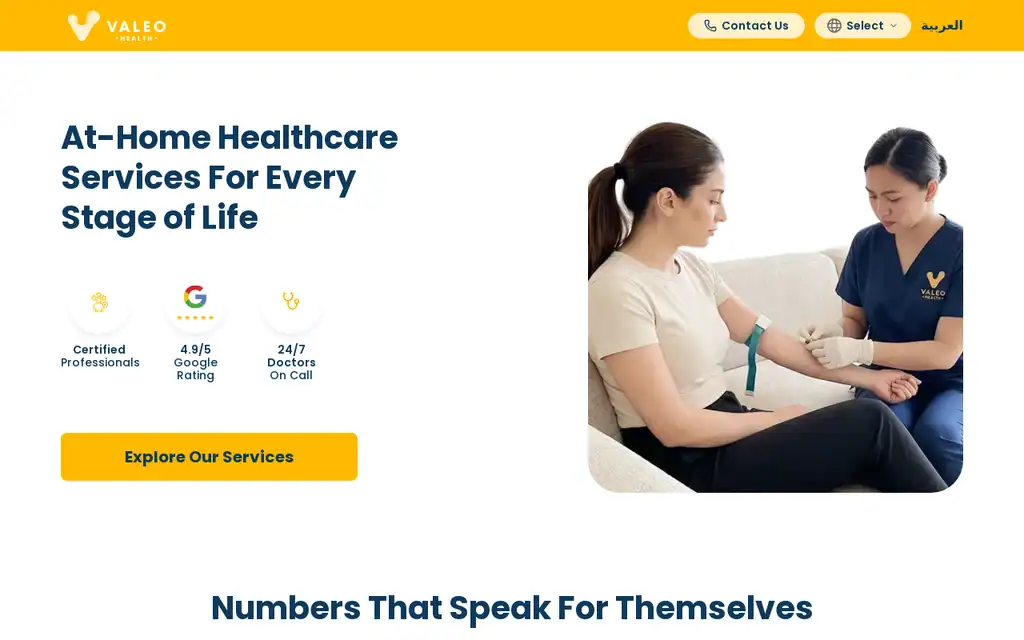 VALEO
HEALTH
Contact Us
Select
العربية
At-Home Healthcare
Services For Every
Stage of Life
Certified
Professionals
4.9/5
Google
Rating
24/7
Doctors
On Call
Explore Our Services
VALEO
HEALTH
Numbers That Speak For Themselves